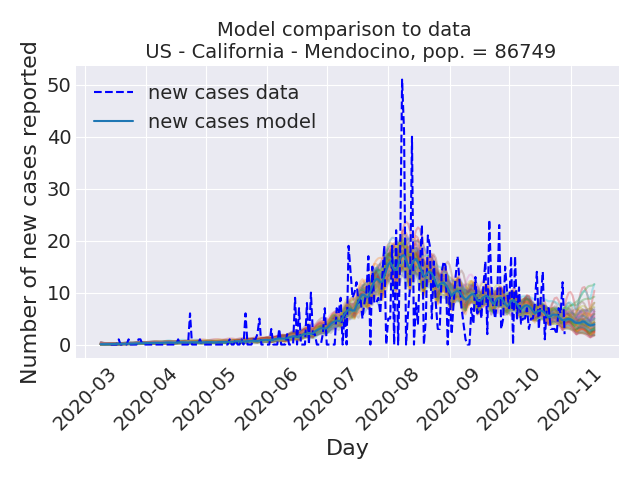 Model comparison to data
US - California - Mendocino, pop. = 86749
Number of new cases reported
50
40
30
20
10
0
new cases data
new cases model
2020-03
2020-04
2020-05
2020-06
2020-07
2020-08
2020-09
2020-10
2020-11
Day